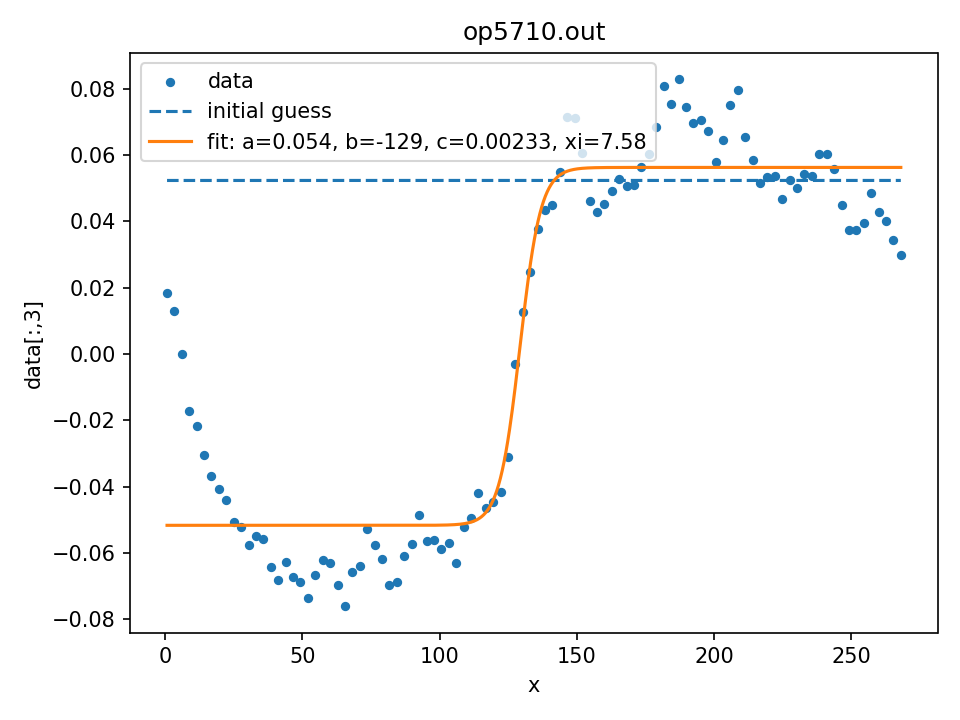 op5710.out
data
initial guess
fit: a=0.054, b=-129, c=0.00233, xi=7.58
0.08
0.06
0.04
0.02
0.00
−0.02
−0.04
−0.06
−0.08
data[:,3]
0
50
100
150
200
250
x